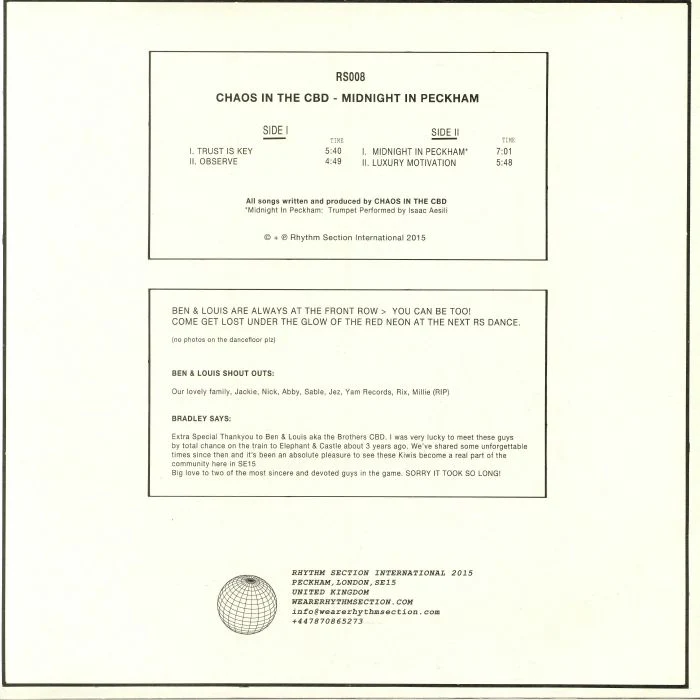 RS008
CHAOS IN THE CBD - MIDNIGHT IN PECKHAM
SIDE I
TIME
I. TRUST IS KEY 5:40
II. OBSERVE 4:49
SIDE II
TIME
I. MIDNIGHT IN PECKHAM* 7:01
II. LUXURY MOTIVATION 5:48
All songs written and produced by CHAOS IN THE CBD
*Midnight In Peckham: Trumpet Performed by Isaac Aesili
© + ℗ Rhythm Section International 2015
BEN & LOUIS ARE ALWAYS AT THE FRONT ROW > YOU CAN BE TOO!
COME GET LOST UNDER THE GLOW OF THE RED NEON AT THE NEXT RS DANCE.
(no photos on the dancefloor plz)
BEN & LOUIS SHOUT OUTS:
Our lovely family, Jackie, Nick, Abby, Sable, Jez, Yam Records, Rix, Millie (RIP)
BRADLEY SAYS:
Extra Special Thankyou to Ben & Louis aka the Brothers CBD. I was very lucky to meet these guys
by total chance on the train to Elephant & Castle about 3 years ago. We've shared some unforgettable
times since then and it's been an absolute pleasure to see these Kiwis become a real part of the
community here in SE15
Big love to two of the most sincere and devoted guys in the game. SORRY IT TOOK SO LONG!
RHYTHM SECTION INTERNATIONAL 2015
PECKHAM,LONDON,SE15
UNITED KINGDOM
WEARERHYTHMSECTION.COM
info@wearerhythmsection.com
+447870865273